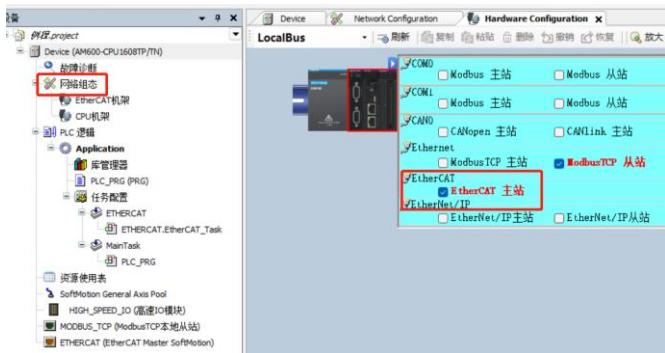 设备
例程.project
Device (AM600-CPU1608TP/TN)
故障诊断
网络组态
EtherCAT机架
CPU机架
PLC 逻辑
Application
库管理器
PLC_PRG (PRG)
任务配置
ETHERCAT
ETHERCAT.EtherCAT_Task
MainTask
PLC_PRG
资源使用表
SoftMotion General Axis Pool
HIGH_SPEED_IO (高速IO模块)
MODBUS_TCP (ModbusTCP本地从站)
ETHERCAT (EtherCAT Master SoftMotion)
Device Network Configuration Hardware Configuration
LocalBus 刷新 复制 粘贴 删除 撤销 恢复 放大
COM0
Modbus 主站 Modbus 从站
COM1
Modbus 主站 Modbus 从站
CAN0
CANopen 主站 CANlink 主站
Ethernet
ModbusTCP 主站 ModbusTCP 从站
EtherCAT
EtherCAT 主站
EtherNet/IP
EtherNet/IP主站 EtherNet/IP从站